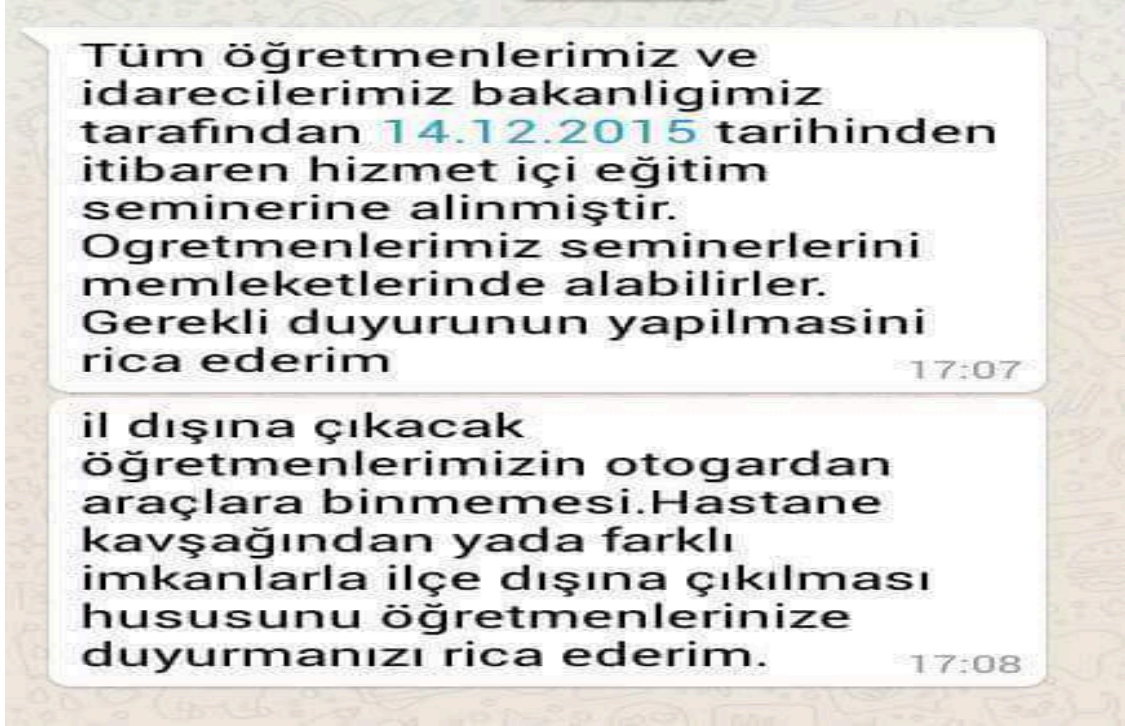 Tüm öğretmenlerimiz ve
idarecilerimiz bakanligimiz
tarafından 14.12.2015 tarihinden
itibaren hizmet içi eğitim
seminerine alinmiştir.
Ogretmenlerimiz seminerlerini
memleketlerinde alabilirler.
Gerekli duyurunun yapilmasini
rica ederim
17:07
il dışına çıkacak
öğretmenlerimizin otogardan
araçlara binmemesi.Hastane
kavşağından yada farklı
imkanlarla ilçe dışına çıkılması
hususunu öğretmenlerinize
duyurmanızı rica ederim.
17:08